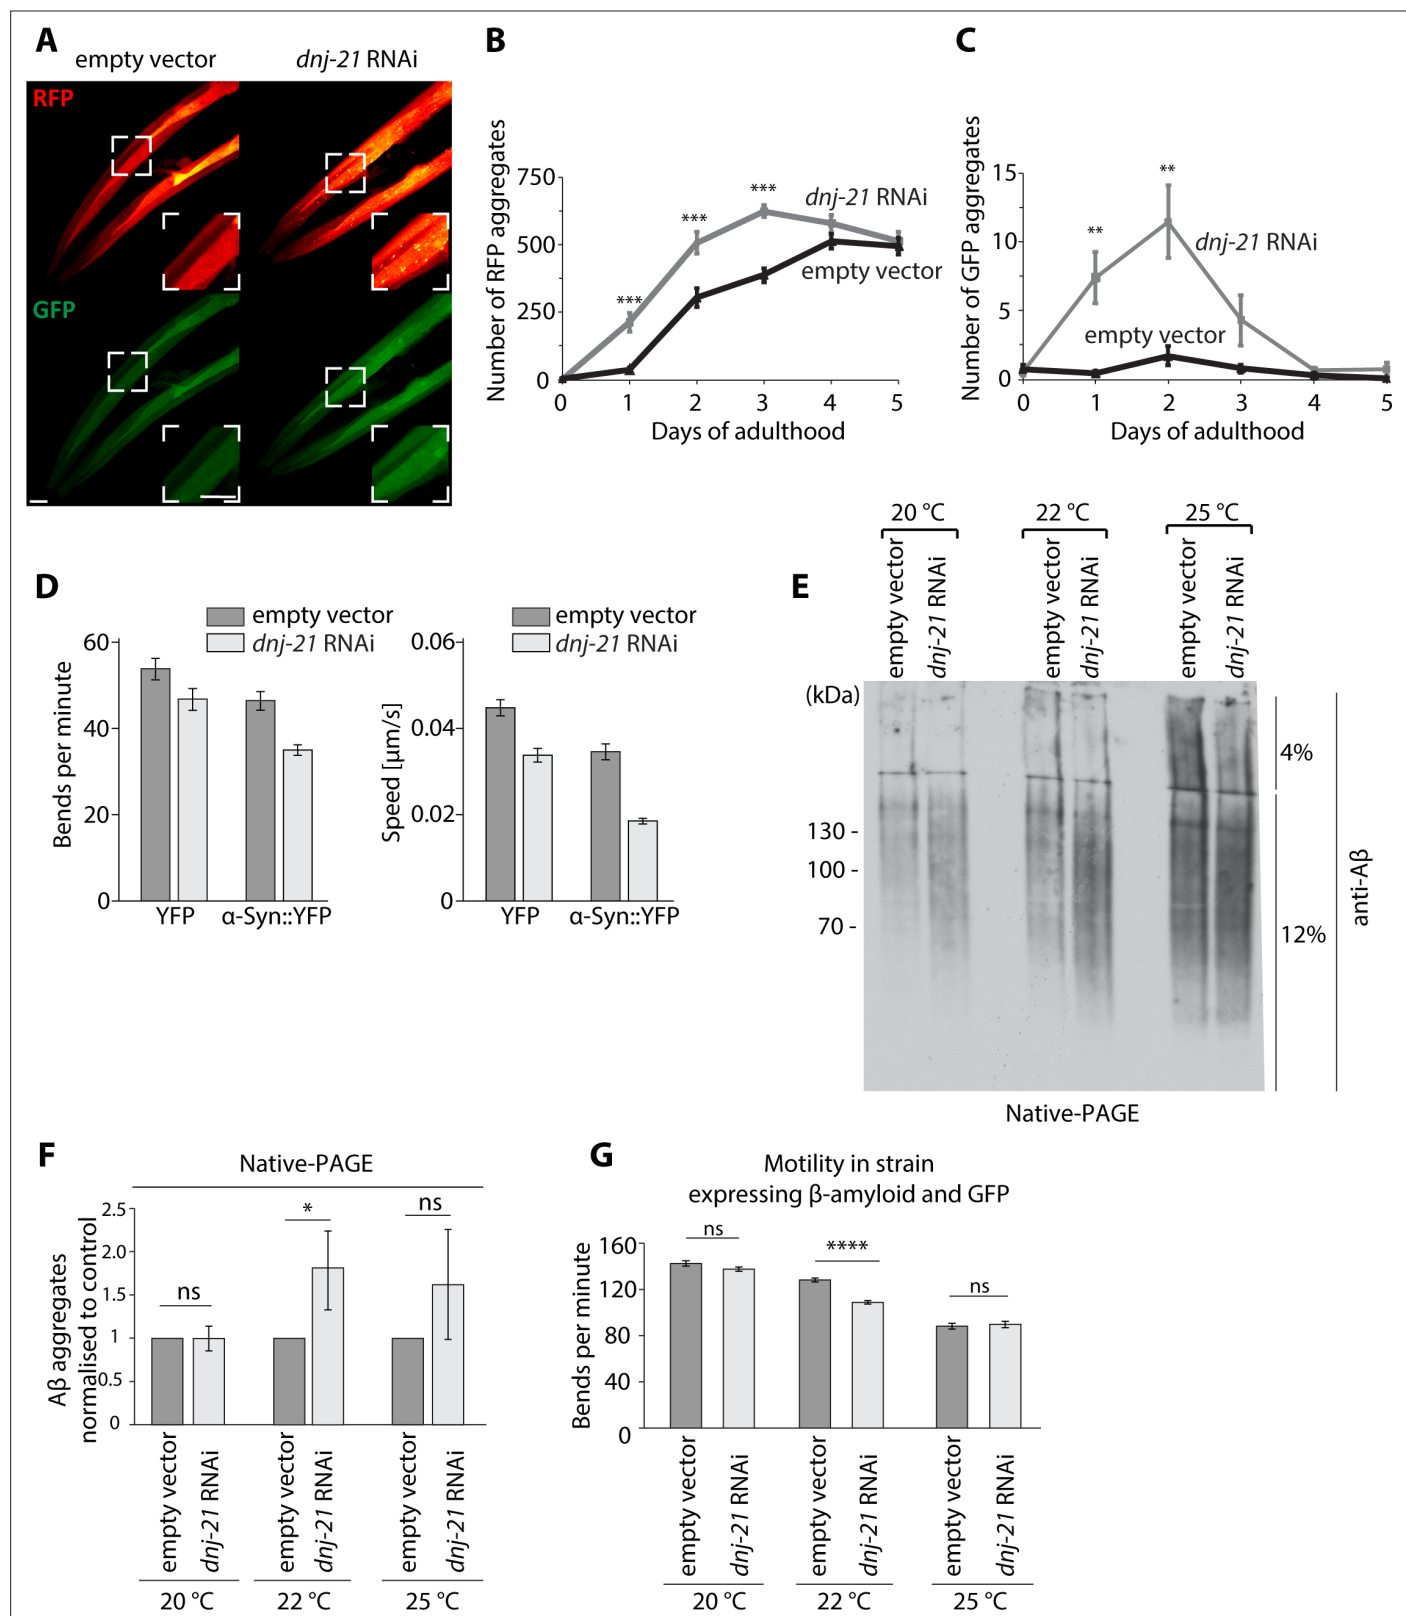 A
empty vector
dnj-21 RNAi
RFP
GFP
B
Number of RFP aggregates
750
500
250
0
***
***
***
dnj-21 RNAi
empty vector
0 1 2 3 4 5
Days of adulthood
C
Number of GFP aggregates
15
10
5
0
**
**
dnj-21 RNAi
empty vector
0 1 2 3 4 5
Days of adulthood
D
empty vector
dnj-21 RNAi
Bends per minute
60
40
20
0
YFP α-Syn::YFP
empty vector
dnj-21 RNAi
Speed [µm/s]
0.06
0.04
0.02
0
YFP α-Syn::YFP
E
20 °C 22 °C 25 °C
empty vector
dnj-21 RNAi
empty vector
dnj-21 RNAi
empty vector
dnj-21 RNAi
(kDa)
130 -
100 -
70 -
4%
12%
anti-Aβ
Native-PAGE
F
Native-PAGE
Aβ aggregates
normalised to control
2.5
2.0
1.5
1
0.5
0
ns
*
ns
empty vector
dnj-21 RNAi
empty vector
dnj-21 RNAi
empty vector
dnj-21 RNAi
20 °C 22 °C 25 °C
G
Motility in strain
expressing β-amyloid and GFP
Bends per minute
160
120
80
40
0
ns
****
ns
empty vector
dnj-21 RNAi
empty vector
dnj-21 RNAi
empty vector
dnj-21 RNAi
20 °C 22 °C 25 °C